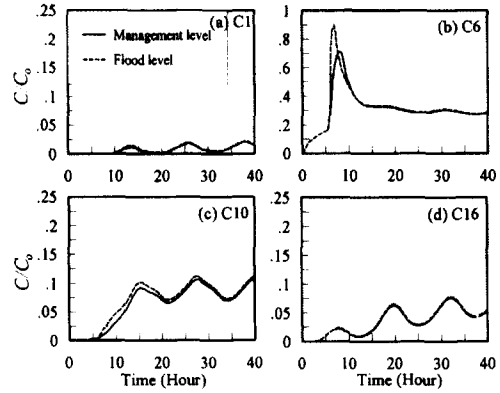 (a) C1
Management level
Flood level
C/C₀
.25
.2
.15
.1
.05
0
0 10 20 30 40
(b) C6
1
.8
.6
.4
.2
0
0 10 20 30 40
(c) C10
C/C₀
.25
.2
.15
.1
.05
0
0 10 20 30 40
Time (Hour)
(d) C16
.25
.2
.15
.1
.05
0
0 10 20 30 40
Time (Hour)